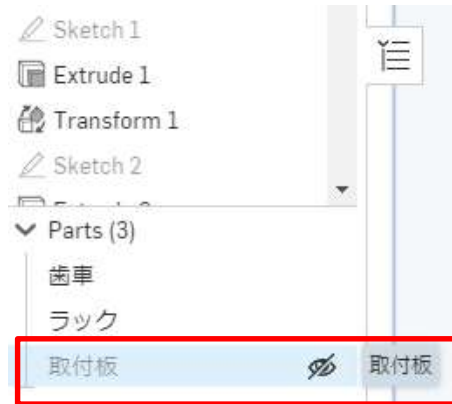 Sketch 1
Extrude 1
Transform 1
Sketch 2
Parts (3)
歯車
ラック
取付板
取付板